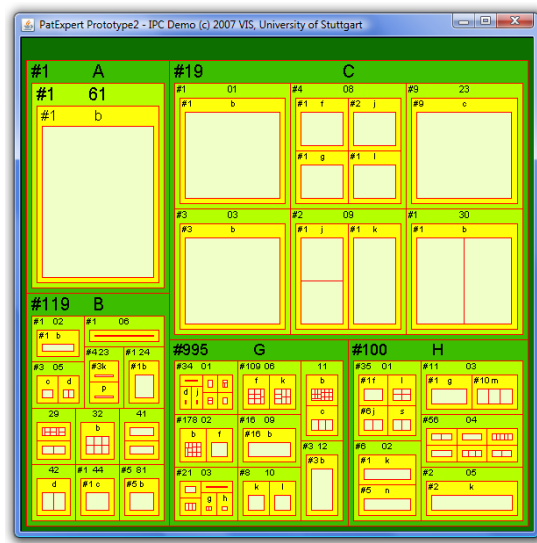 PatExpert Prototype2 - IPC Demo (c) 2007 VIS, University of Stuttgart
#1 A
#1 61
#1 b
#19 C
#1 01
#1 b
#4 08
#1 f
#2 j
#1 g
#1 l
#9 23
#9 c
#3 03
#3 b
#2 09
#1 j
#1 k
#1 30
#1 b
#119 B
#1 02
#1 b
#1 06
#3 05
c d
#4 23
#3k
p
#1 24
#1b
29
32
b
41
42
d
#1 44
#1 c
#5 81
#5 b
#995 G
#34 01
d j
#109 06
f k
11
b
c
#178 02
b f
#16 09
#16 b
#3 12
#3 b
#21 03
g h
#8 10
k l
#100 H
#35 01
#1f l
#6j s
#11 03
#1 g
#10 m
#56 04
#6 02
#1 k
#5 n
#2 05
#2 k